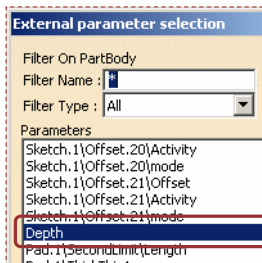 External parameter selection
Filter On PartBody
Filter Name : *
Filter Type : All
Parameters
Sketch.1\Offset.20\Activity
Sketch.1\Offset.20\mode
Sketch.1\Offset.21\Offset
Sketch.1\Offset.21\Activity
Sketch.1\Offset.21\mode
Depth
Pad.1\SecondLimit\Length